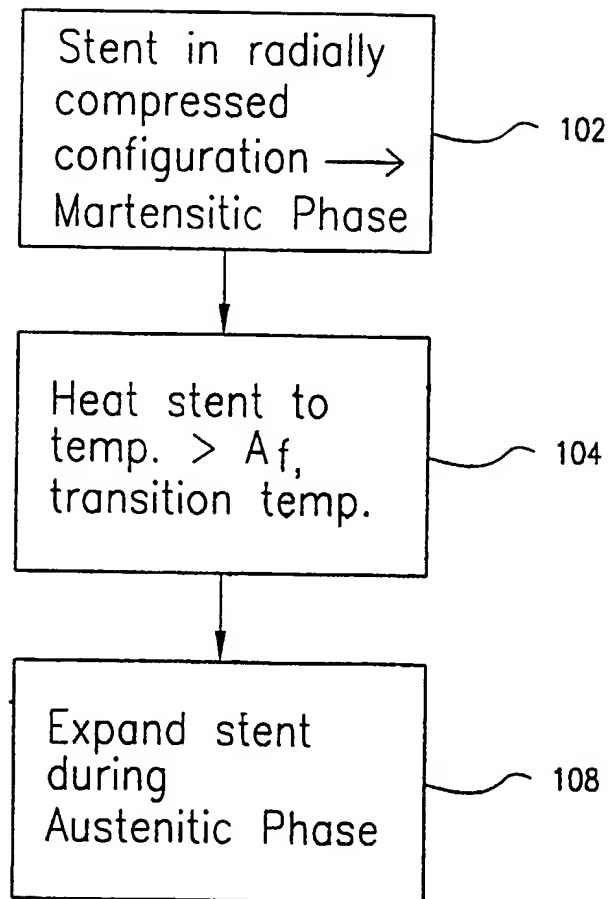 Stent in radially
compressed
configuration →
Martensitic Phase
102
Heat stent to
temp. > Af,
transition temp.
104
Expand stent
during
Austenitic Phase
108